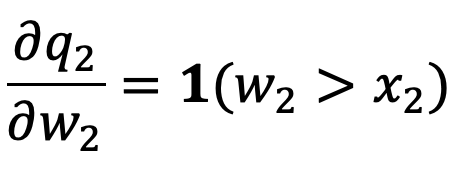 ∂q₂/∂w₂ = 𝟏(w₂ > x₂)